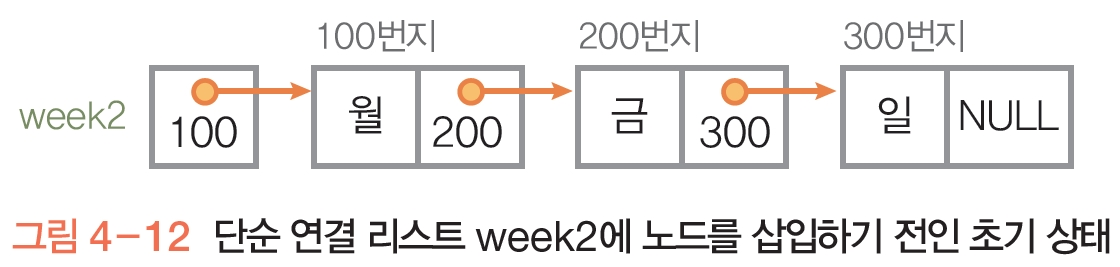 100번지 200번지 300번지
week2 100 월 200 금 300 일 NULL
그림 4-12 단순 연결 리스트 week2에 노드를 삽입하기 전인 초기 상태